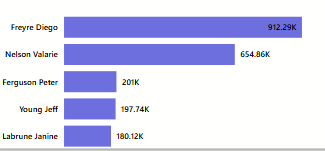 Freyre Diego 912.29K
Nelson Valarie 654.86K
Ferguson Peter 201K
Young Jeff 197.74K
Labrune Janine 180.12K